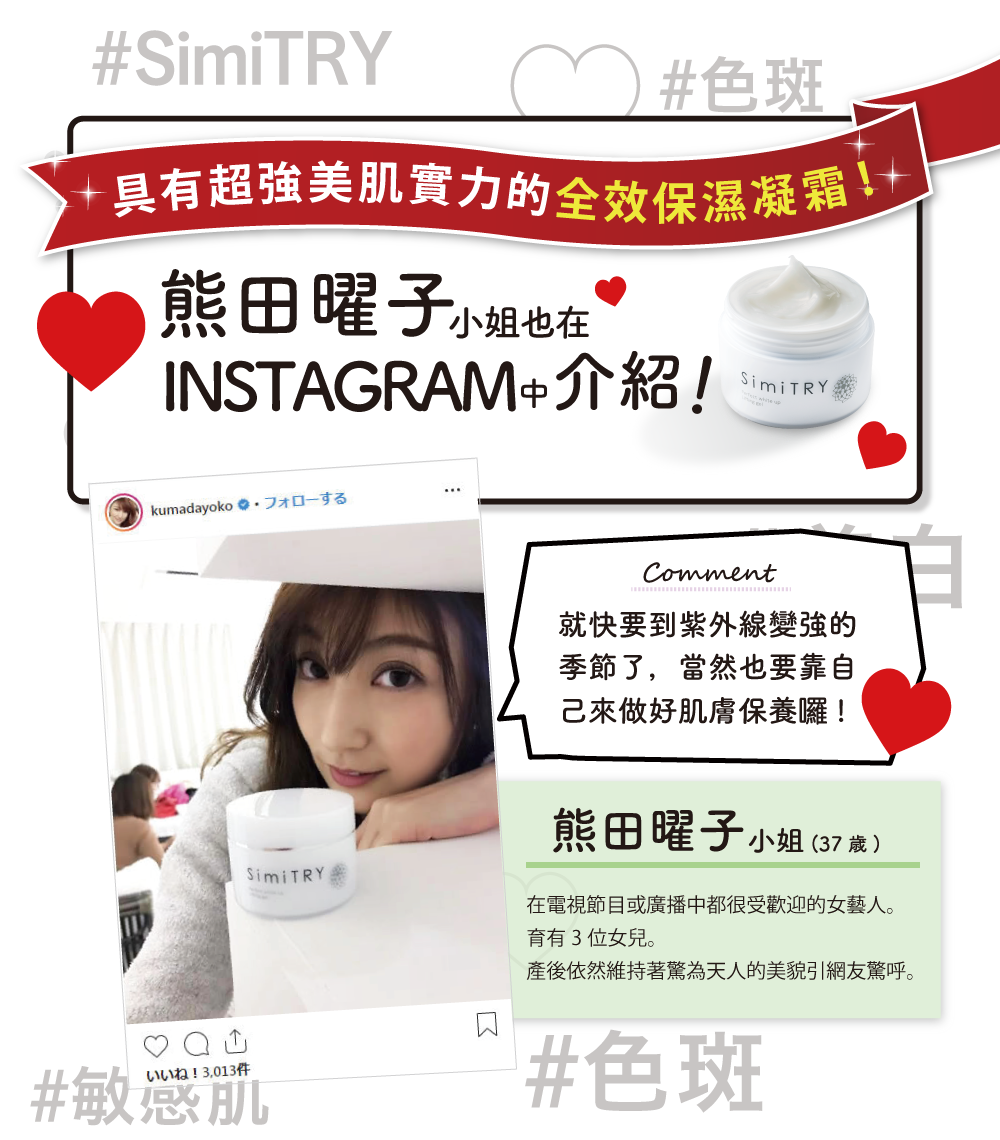 #SimiTRY
#色斑
具有超強美肌實力的全效保濕凝霜！
熊田曜子小姐也在
INSTAGRAM中介紹！
SimiTRY
kumadayoko • フォローする
Comment
就快要到紫外線變強的
季節了，當然也要靠自
己來做好肌膚保養囉！
SimiTRY
熊田曜子小姐（37 歲）
在電視節目或廣播中都很受歡迎的女藝人。
育有 3 位女兒。
產後依然維持著驚為天人的美貌引網友驚呼。
いいね！3,013件
#敏感肌
#色斑